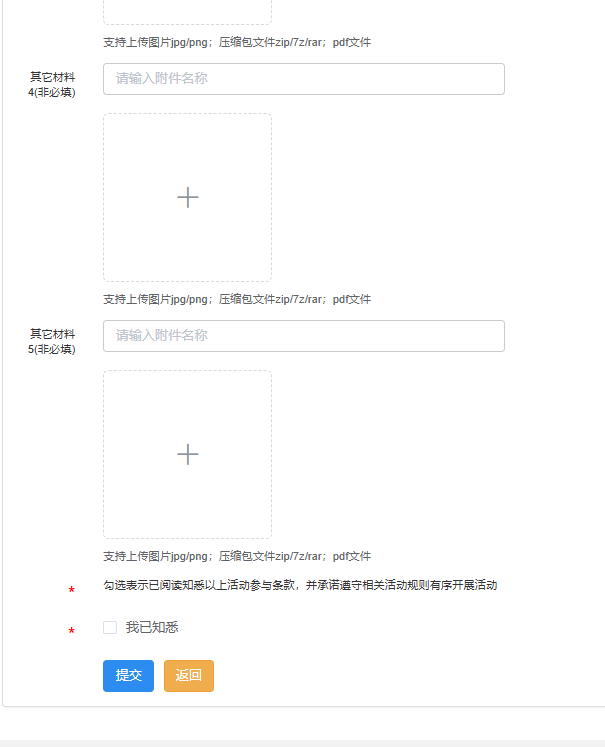 支持上传图片jpg/png；压缩包文件zip/7z/rar；pdf文件
其它材料
4(非必填)
请输入附件名称
支持上传图片jpg/png；压缩包文件zip/7z/rar；pdf文件
其它材料
5(非必填)
请输入附件名称
支持上传图片jpg/png；压缩包文件zip/7z/rar；pdf文件
* 勾选表示已阅读知悉以上活动参与条款，并承诺遵守相关活动规则有序开展活动
* 我已知悉
提交 返回